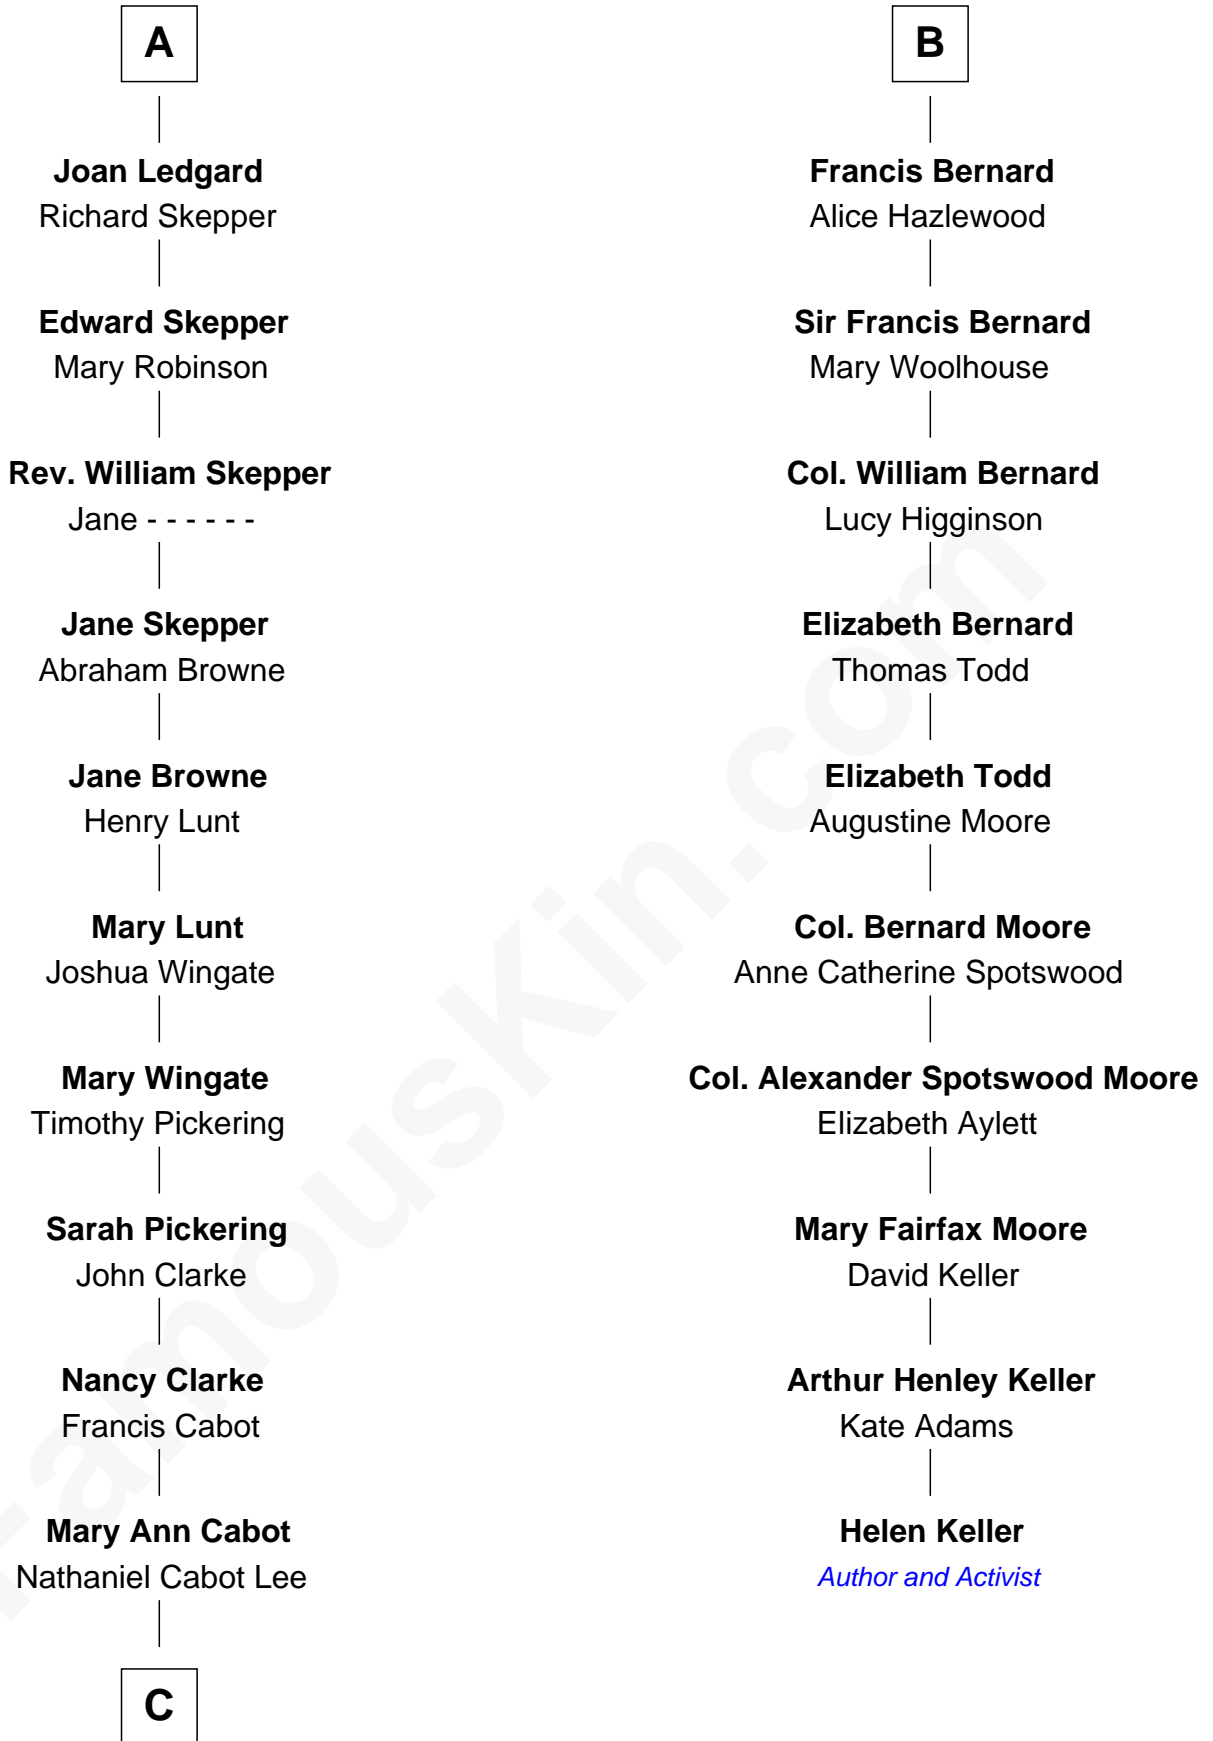 A
Joan Ledgard
Richard Skepper
Edward Skepper
Mary Robinson
Rev. William Skepper
Jane - - - - - -
Jane Skepper
Abraham Browne
Jane Browne
Henry Lunt
Mary Lunt
Joshua Wingate
Mary Wingate
Timothy Pickering
Sarah Pickering
John Clarke
Nancy Clarke
Francis Cabot
Mary Ann Cabot
Nathaniel Cabot Lee
C
B
Francis Bernard
Alice Hazlewood
Sir Francis Bernard
Mary Woolhouse
Col. William Bernard
Lucy Higginson
Elizabeth Bernard
Thomas Todd
Elizabeth Todd
Augustine Moore
Col. Bernard Moore
Anne Catherine Spotswood
Col. Alexander Spotswood Moore
Elizabeth Aylett
Mary Fairfax Moore
David Keller
Arthur Henley Keller
Kate Adams
Helen Keller
Author and Activist
FamousKin.com